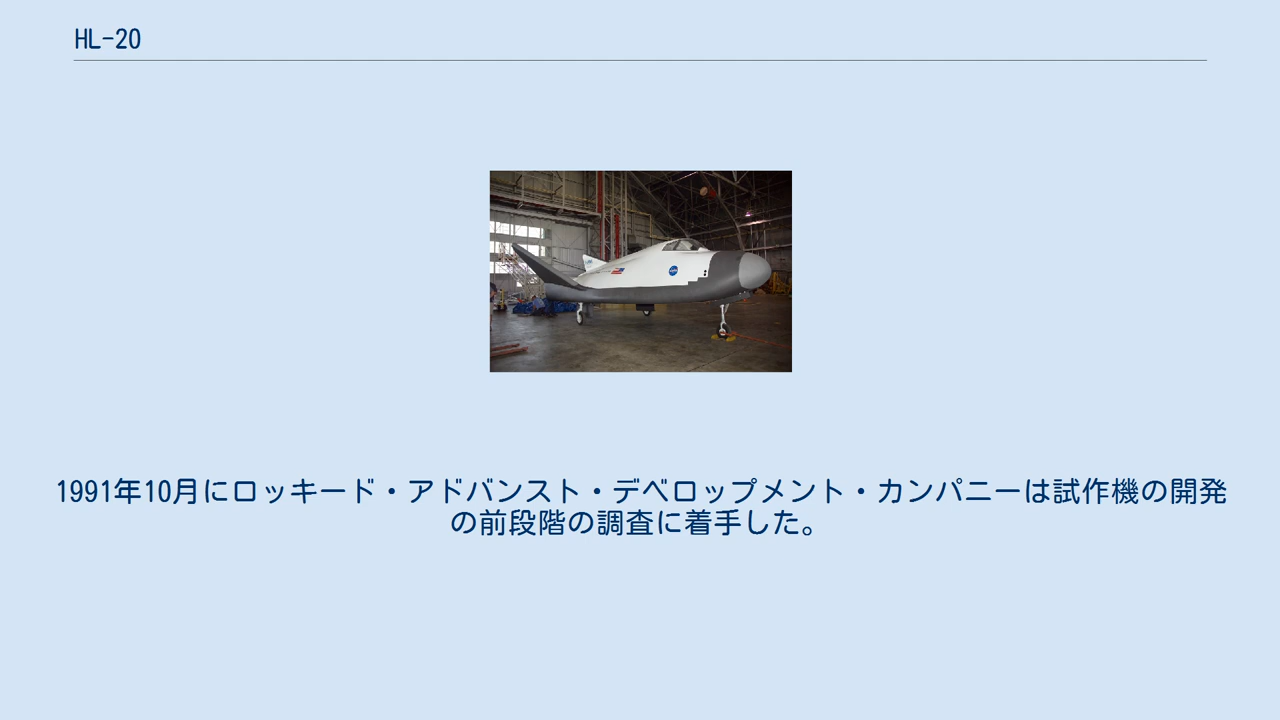 HL-20
1991年10月にロッキード・アドバンスト・デベロップメント・カンパニーは試作機の開発
の前段階の調査に着手した。